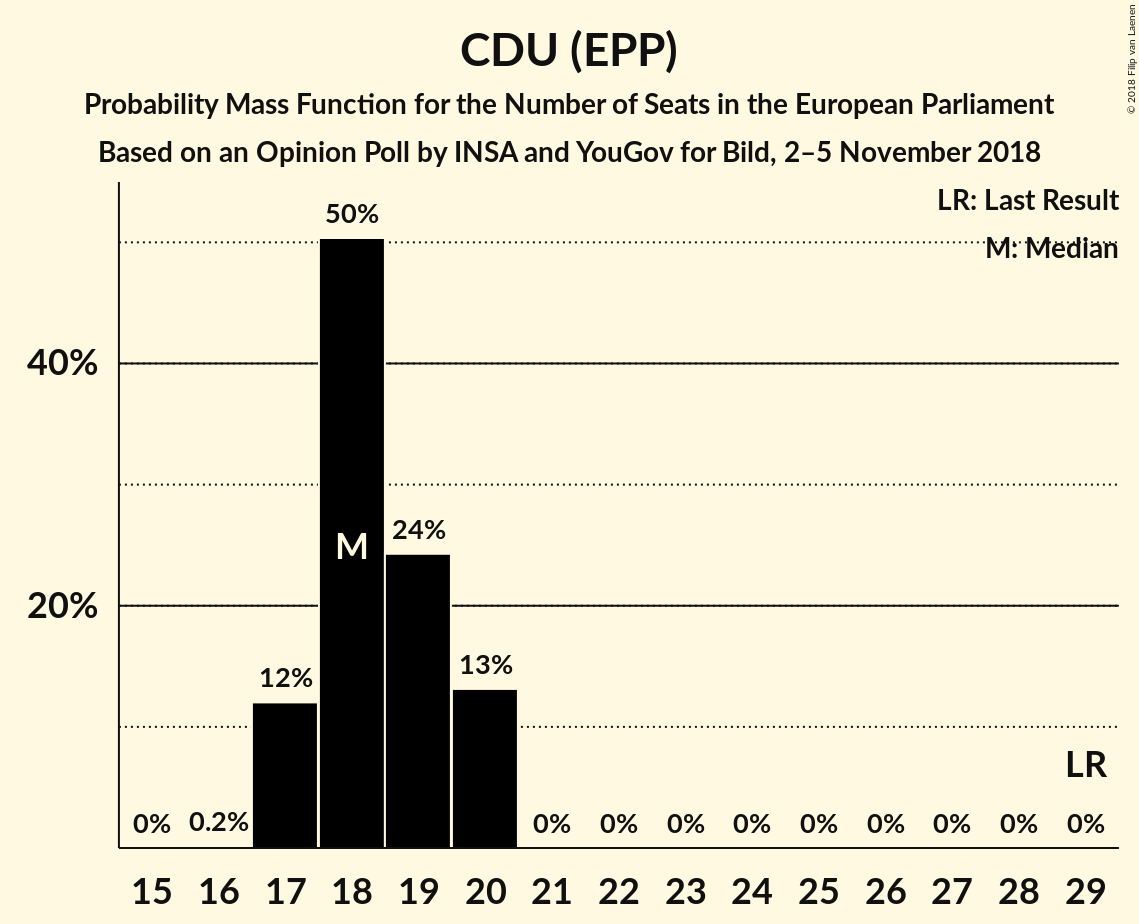 CDU (EPP)
Probability Mass Function for the Number of Seats in the European Parliament
Based on an Opinion Poll by INSA and YouGov for Bild, 2–5 November 2018
© 2018 Filip van Laenen
LR: Last Result
M: Median
50%
40%
24%
M
20%
13%
12%
LR
0% 0.2% 0% 0% 0% 0% 0% 0% 0% 0% 0%
15 16 17 18 19 20 21 22 23 24 25 26 27 28 29